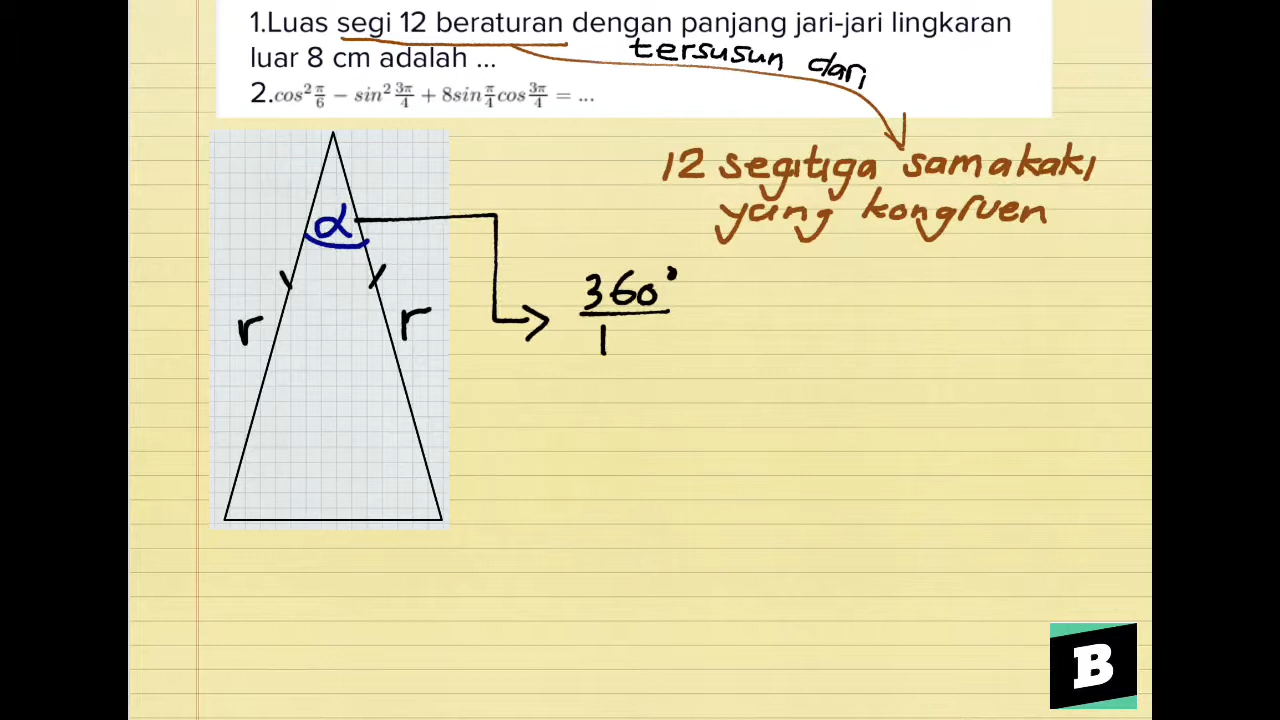 1.Luas segi 12 beraturan dengan panjang jari-jari lingkaran
luar 8 cm adalah ...
tersusun dari
2.cos² π/6 − sin² 3π/4 + 8sin π/4 cos 3π/4 = ...
12 segitiga samakaki
yang kongruen
α
360°
1
r
r
B